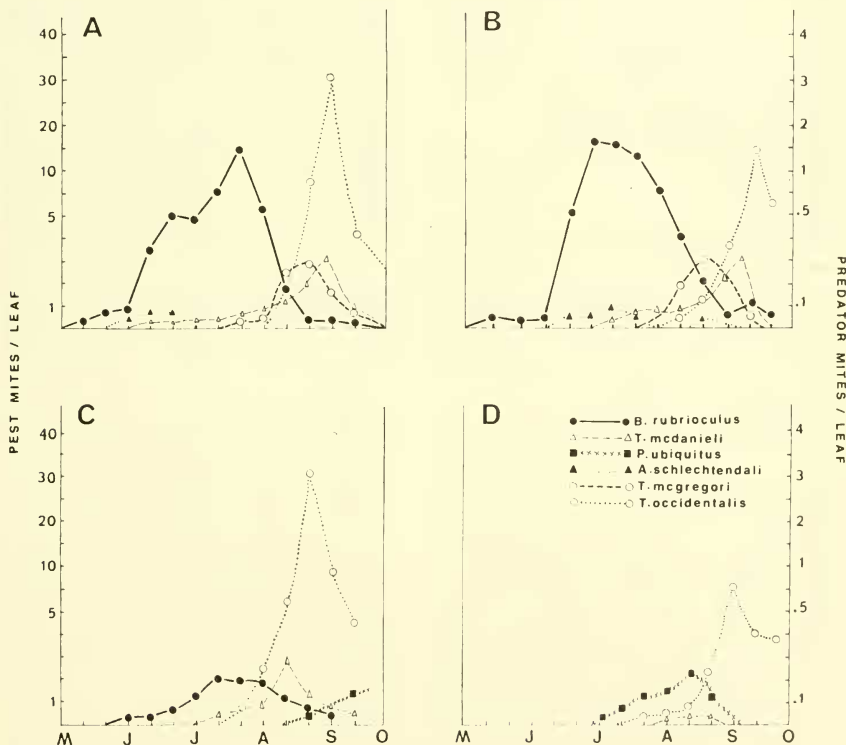 A
B
40
30
20
10
5
1
4
3
2
1
.5
.1
PEST MITES / LEAF
PREDATOR MITES / LEAF
C
D
40
30
20
10
5
1
B. rubrioculus
T. mcdanieli
P. ubiquitus
A. schlechtendali
T. mcgregori
T. occidentalis
4
3
2
1
.5
.1
M J J A S O
M J J A S O